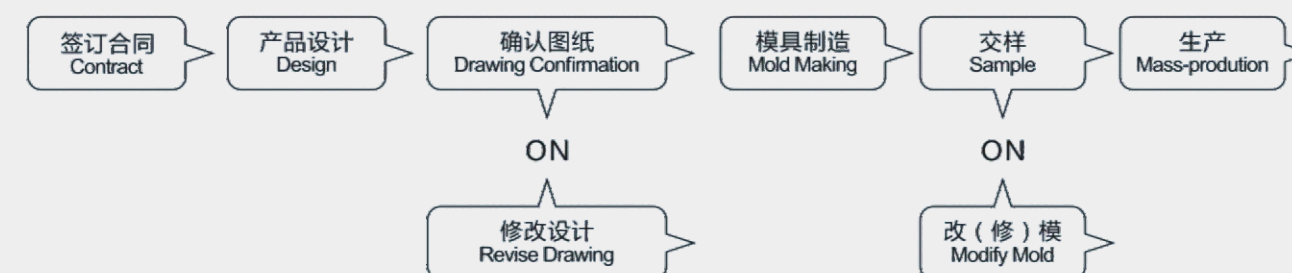 签订合同
Contract
产品设计
Design
确认图纸
Drawing Confirmation
模具制造
Mold Making
交样
Sample
生产
Mass-prodution
ON
ON
修改设计
Revise Drawing
改（修）模
Modify Mold